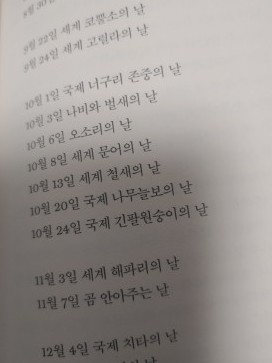 8월 30일
9월 22일 세계 코뿔소의 날
9월 24일 세계 고릴라의 날
10월 1일 국제 너구리 존중의 날
10월 3일 나비와 벌새의 날
10월 6일 오소리의 날
10월 8일 세계 문어의 날
10월 13일 세계 철새의 날
10월 20일 국제 나무늘보의 날
10월 24일 국제 긴팔원숭이의 날
11월 3일 세계 해파리의 날
11월 7일 곰 안아주는 날
12월 4일 국제 치타의 날